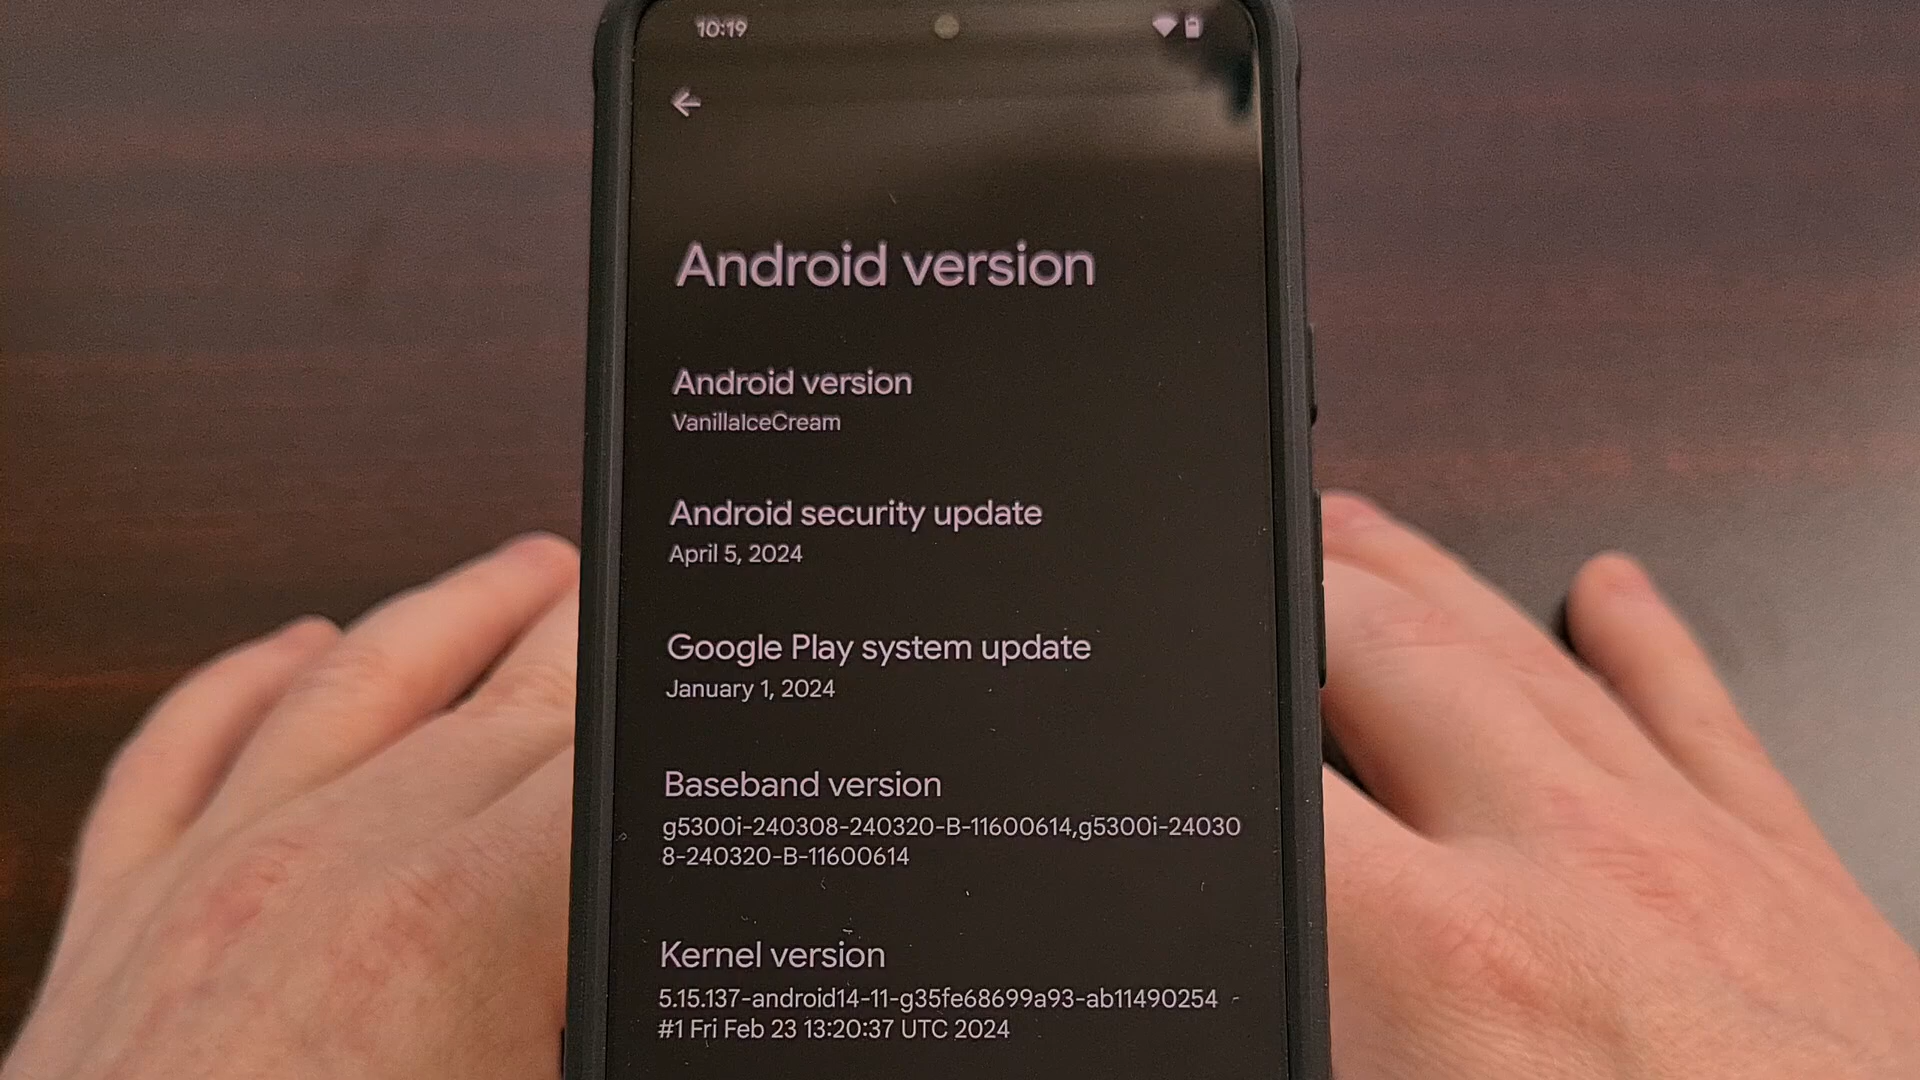 10:19
Android version
Android version
VanillaIceCream
Android security update
April 5, 2024
Google Play system update
January 1, 2024
Baseband version
g5300i-240308-240320-B-11600614,g5300i-24030
8-240320-B-11600614
Kernel version
5.15.137-android14-11-g35fe68699a93-ab11490254
#1 Fri Feb 23 13:20:37 UTC 2024